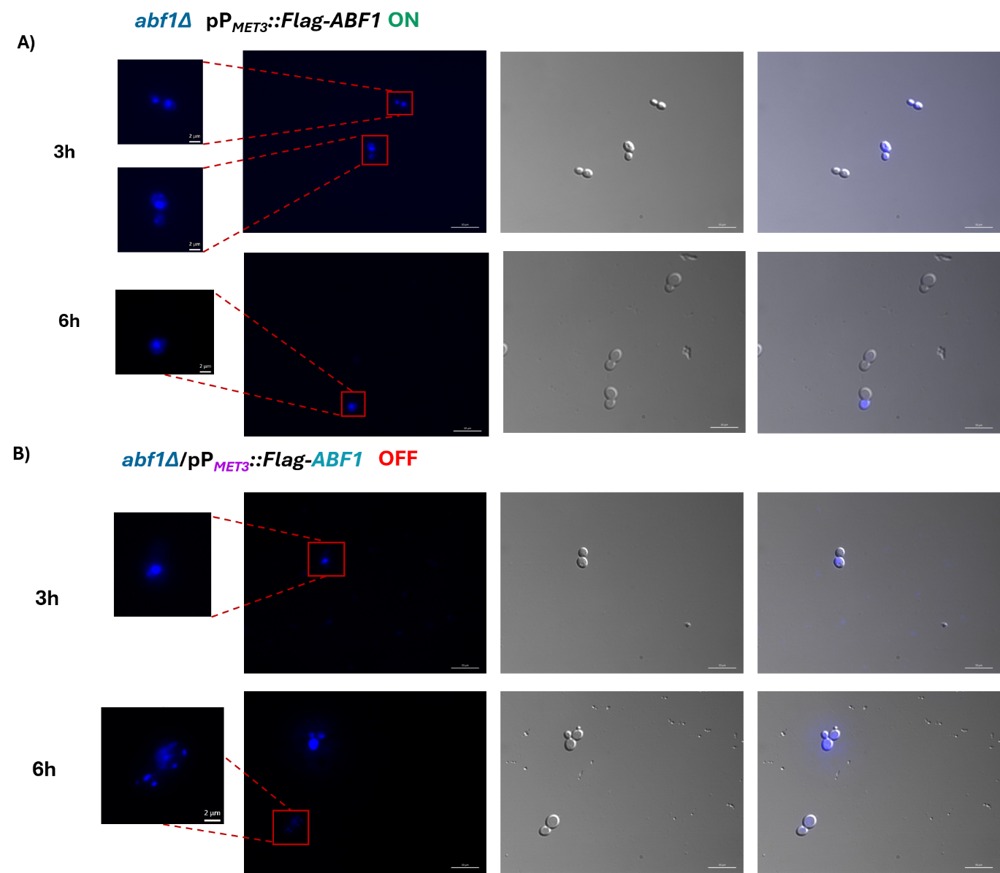 abf1Δ pPMET3::Flag-ABF1 ON
A)
3h
2 µm
2 µm
6h
2 µm
B)
abf1Δ/pPMET3::Flag-ABF1 OFF
3h
6h
2 µm